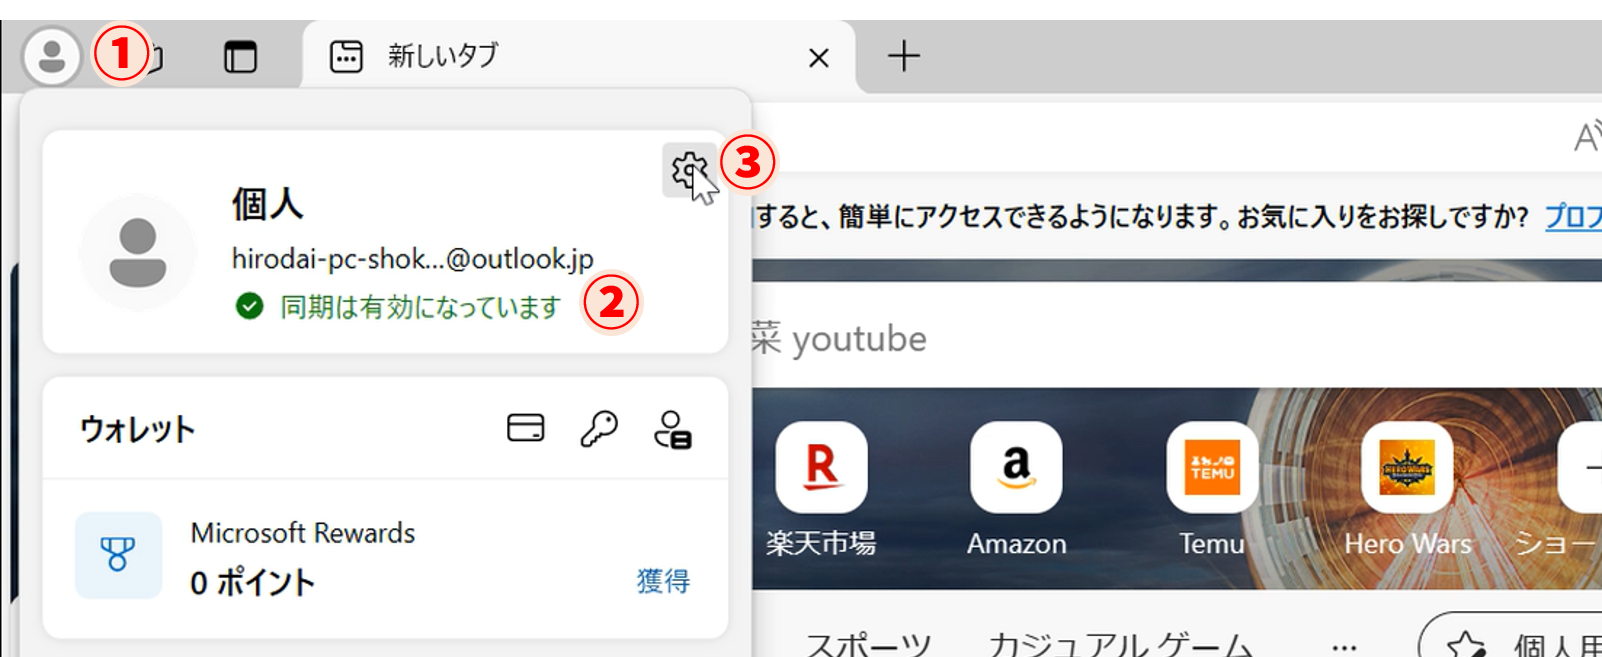 ①
新しいタブ
個人
③
hirodai-pc-shok...@outlook.jp
同期は有効になっています
②
すると、簡単にアクセスできるようになります。お気に入りをお探しですか? プロフ
菜 youtube
ウォレット
Microsoft Rewards
0 ポイント
獲得
R
a
TEMU
HERO WARS
楽天市場
Amazon
Temu
Hero Wars
ショー
スポーツ
カジュアル ゲーム
...
個人用